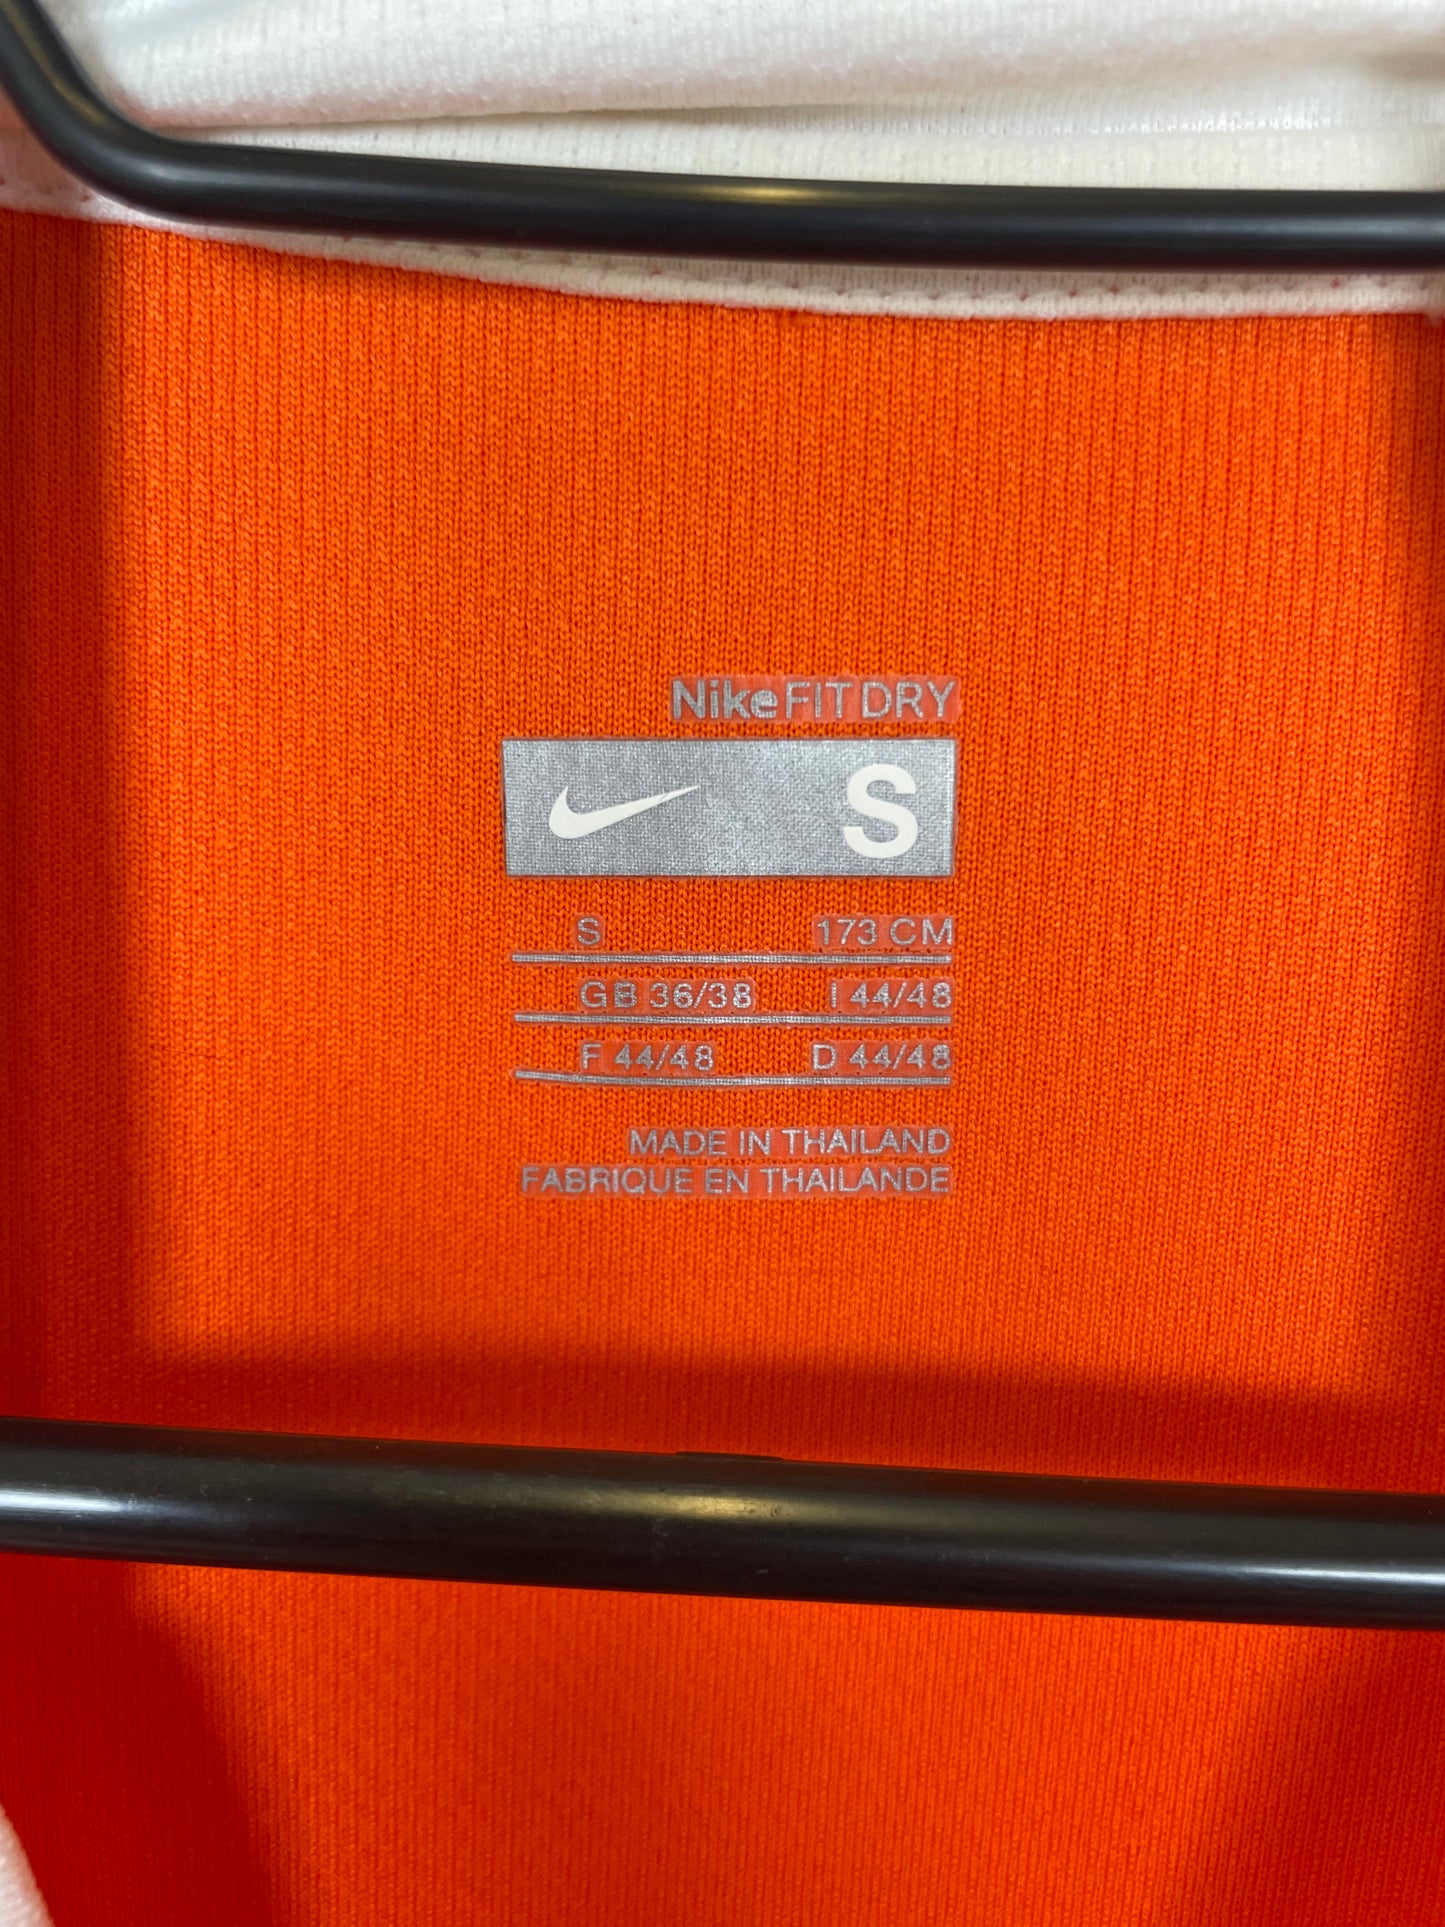 NikeFIT DRY
S
S 173 CM
GB 36/38 I 44/48
F 44/48 D 44/48
MADE IN THAILAND
FABRIQUE EN THAILANDE